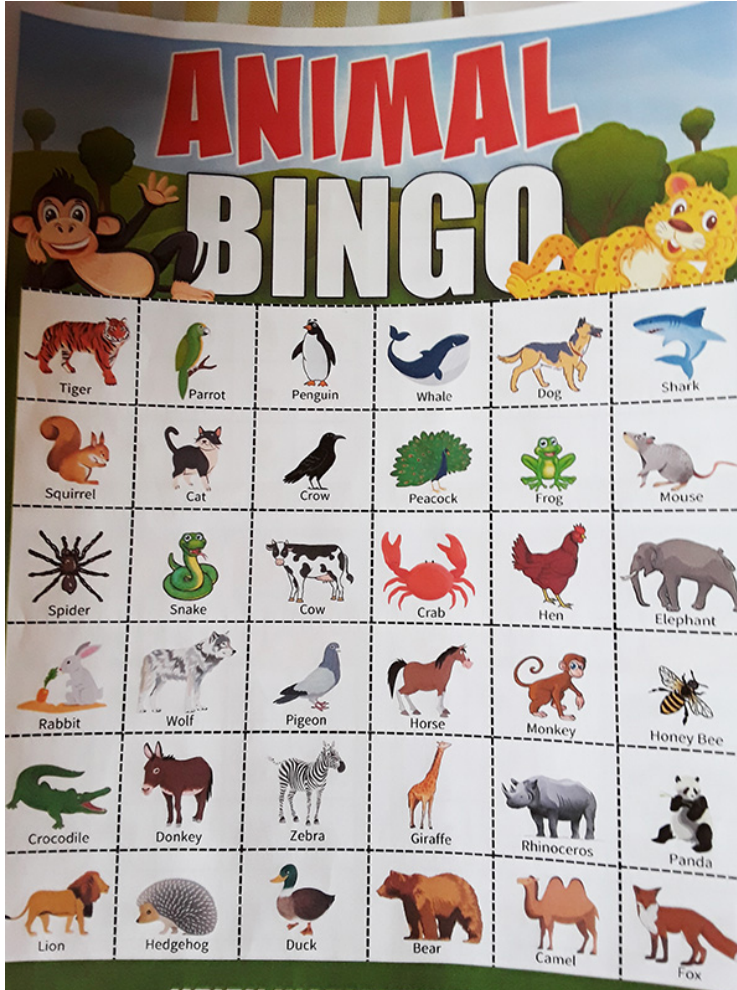 ANIMAL
BINGO
Tiger Parrot Penguin Whale Dog Shark
Squirrel Cat Crow Peacock Frog Mouse
Spider Snake Cow Crab Hen Elephant
Rabbit Wolf Pigeon Horse Monkey Honey Bee
Crocodile Donkey Zebra Giraffe Rhinoceros Panda
Lion Hedgehog Duck Bear Camel Fox